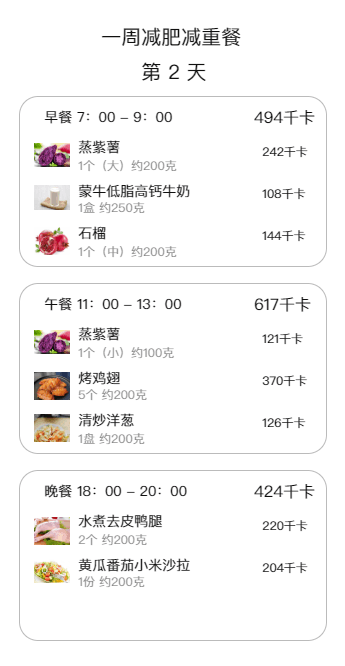 一周减肥减重餐
第 2 天
早餐 7：00 – 9：00 494千卡
蒸紫薯 242千卡
1个（大）约200克
蒙牛低脂高钙牛奶 108千卡
1盒 约250克
石榴 144千卡
1个（中）约200克
午餐 11：00 – 13：00 617千卡
蒸紫薯 121千卡
1个（小）约100克
烤鸡翅 370千卡
5个 约200克
清炒洋葱 126千卡
1盘 约200克
晚餐 18：00 – 20：00 424千卡
水煮去皮鸭腿 220千卡
2个 约200克
黄瓜番茄小米沙拉 204千卡
1份 约200克